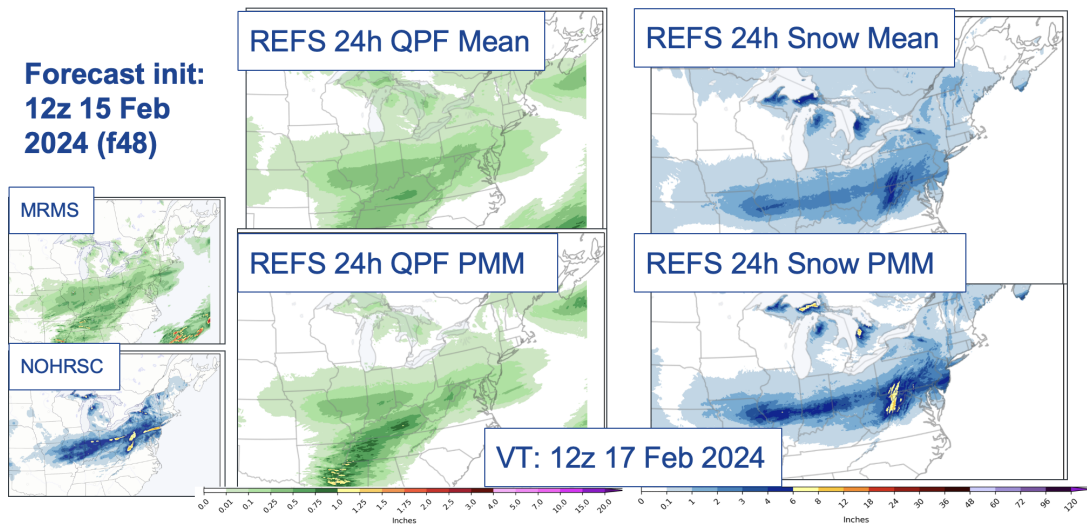 REFS 24h QPF Mean
REFS 24h Snow Mean
Forecast init:
12z 15 Feb
2024 (f48)
MRMS
REFS 24h QPF PMM
REFS 24h Snow PMM
NOHRSC
VT: 12z 17 Feb 2024
0.0 0.01 0.1 0.25 0.5 0.75 1.0 1.25 1.5 2.0 2.5 3.0 4.0 5.0 7.0 10.0 15.0 20.0
Inches
0 0.1 1 2 3 4 6 8 12 18 24 30 36 48 60 72 96 120
Inches